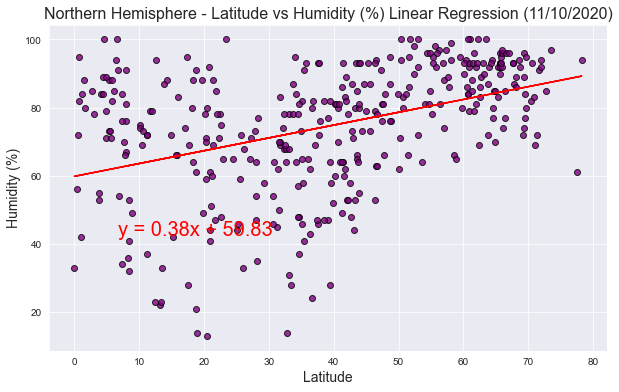 Northern Hemisphere - Latitude vs Humidity (%) Linear Regression (11/10/2020)
100
80
60
40
20
Humidity (%)
y = 0.38x + 59.83
0 10 20 30 40 50 60 70 80
Latitude